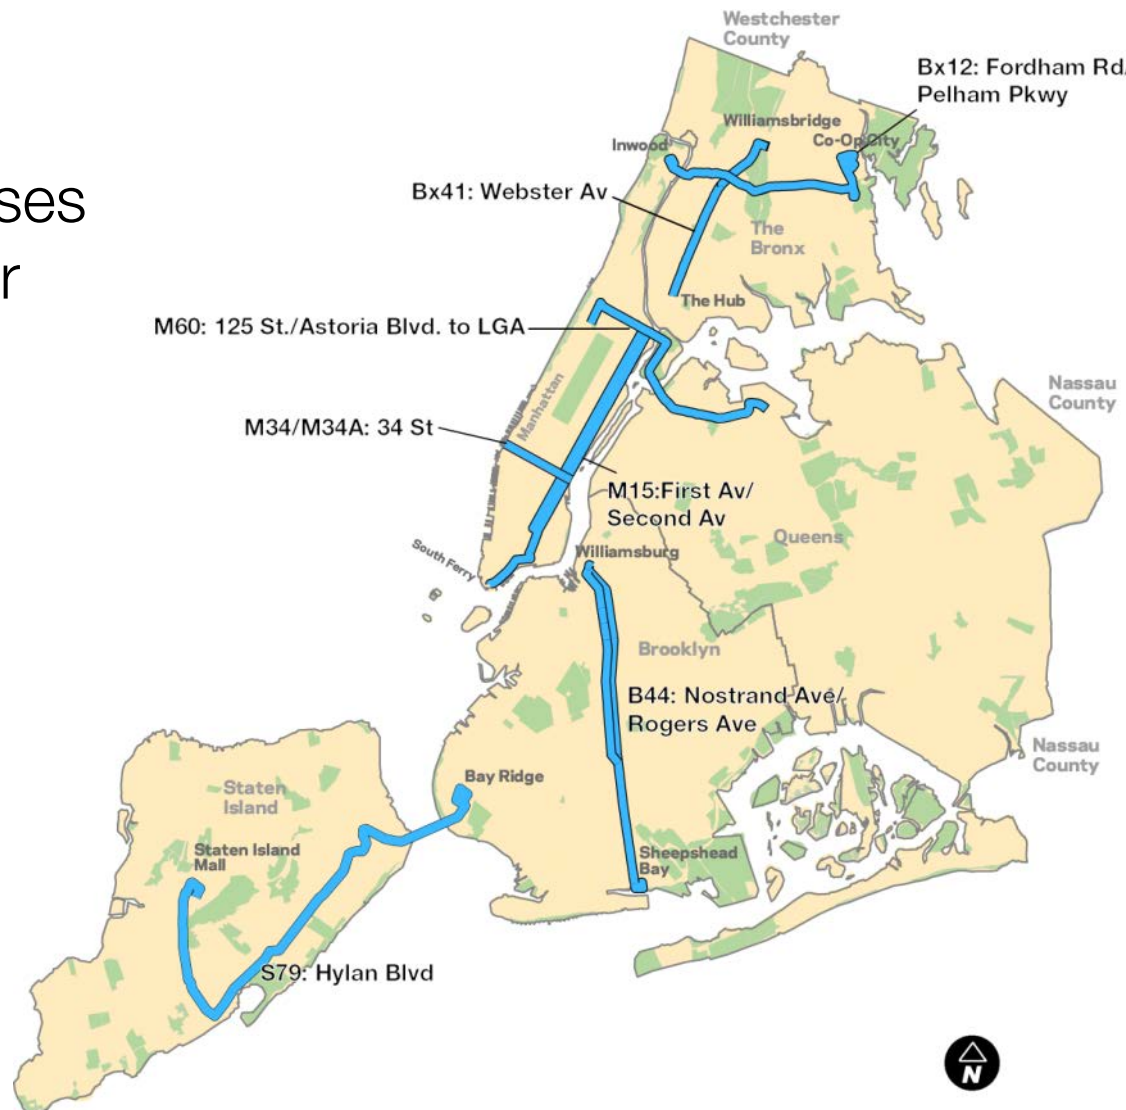 Westchester
County
Bx12: Fordham Rd/
Pelham Pkwy
Williamsbridge
Co-Op City
Inwood
ses
r
Bx41: Webster Av
The
Bronx
The Hub
M60: 125 St./Astoria Blvd. to LGA
Manhattan
Nassau
County
M34/M34A: 34 St
M15:First Av/
Second Av
Queens
South Ferry
Williamsburg
Brooklyn
B44: Nostrand Ave/
Rogers Ave
Nassau
County
Bay Ridge
Staten
Island
Staten Island
Mall
Sheepshead
Bay
S79: Hylan Blvd
N